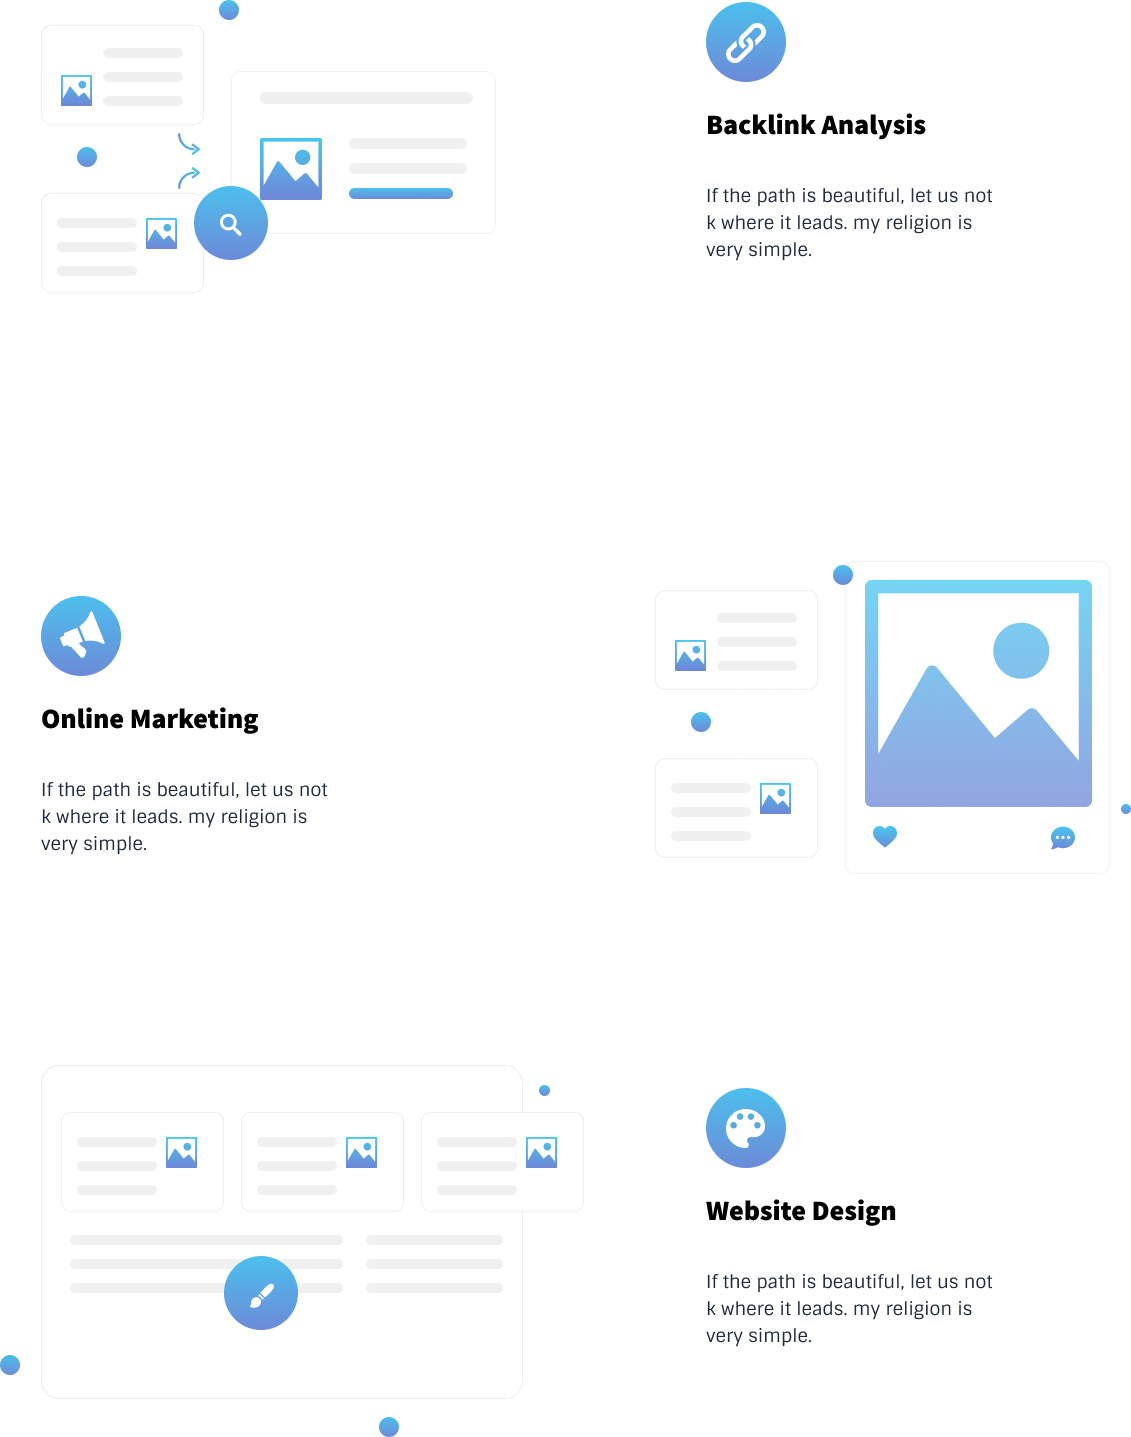 Backlink Analysis
If the path is beautiful, let us not
k where it leads. my religion is
very simple.
Online Marketing
If the path is beautiful, let us not
k where it leads. my religion is
very simple.
Website Design
If the path is beautiful, let us not
k where it leads. my religion is
very simple.